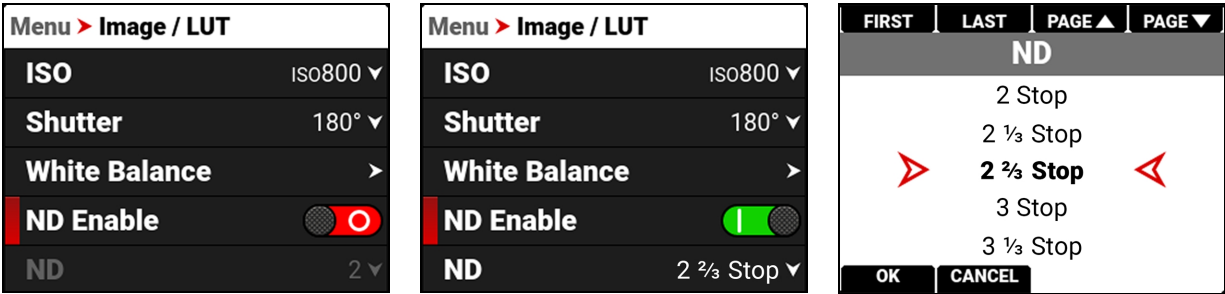 Menu > Image / LUT
ISO ISO800
Shutter 180°
White Balance
ND Enable
ND 2
Menu > Image / LUT
ISO ISO800
Shutter 180°
White Balance
ND Enable
ND 2 ⅔ Stop
FIRST LAST PAGE▲ PAGE▼
ND
2 Stop
2 ⅓ Stop
2 ⅔ Stop
3 Stop
3 ⅓ Stop
OK CANCEL